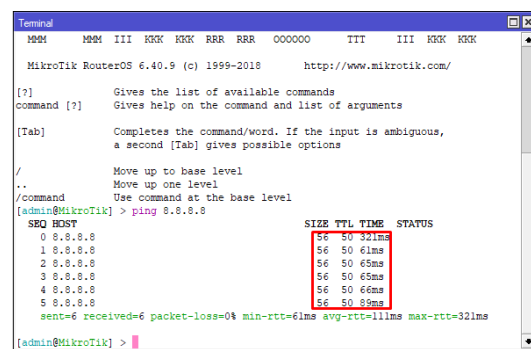 Terminal
MMM MMM III KKK KKK RRR RRR OOOOOO TTT III KKK KKK
MikroTik RouterOS 6.40.9 (c) 1999-2018 http://www.mikrotik.com/
[?] Gives the list of available commands
command [?] Gives help on the command and list of arguments
[Tab] Completes the command/word. If the input is ambiguous,
a second [Tab] gives possible options
/ Move up to base level
.. Move up one level
/command Use command at the base level
[admin@MikroTik] > ping 8.8.8.8
SEQ HOST SIZE TTL TIME STATUS
0 8.8.8.8 56 50 321ms
1 8.8.8.8 56 50 61ms
2 8.8.8.8 56 50 65ms
3 8.8.8.8 56 50 65ms
4 8.8.8.8 56 50 66ms
5 8.8.8.8 56 50 89ms
sent=6 received=6 packet-loss=0% min-rtt=61ms avg-rtt=111ms max-rtt=321ms
[admin@MikroTik] >